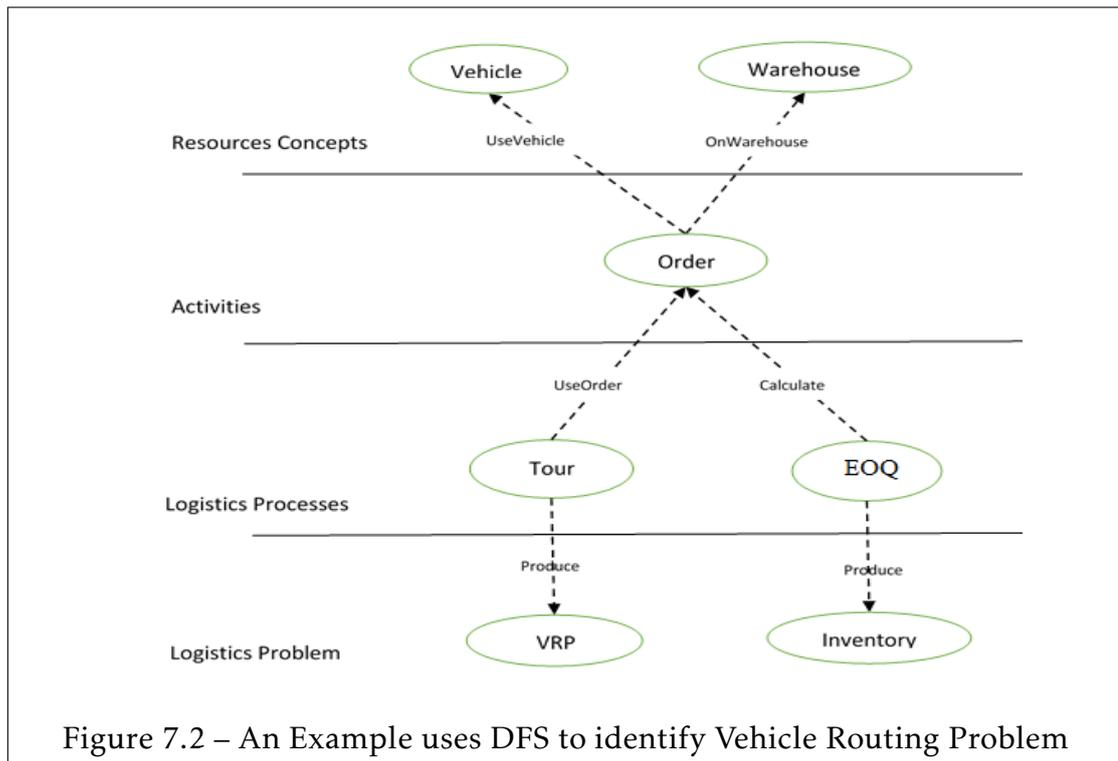 Vehicle
Warehouse
UseVehicle
OnWarehouse
Resources Concepts
Order
Activities
UseOrder
Calculate
Tour
EOQ
Logistics Processes
Produce
Produce
VRP
Inventory
Logistics Problem
Figure 7.2 – An Example uses DFS to identify Vehicle Routing Problem